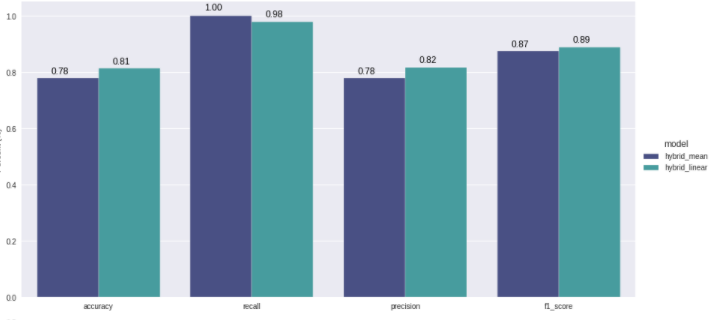 1.00
0.98
0.78
0.81
0.78
0.82
0.87
0.89
1.0
0.8
0.6
0.4
0.2
0.0
accuracy
recall
precision
f1_score
model
hybrid_mean
hybrid_linear